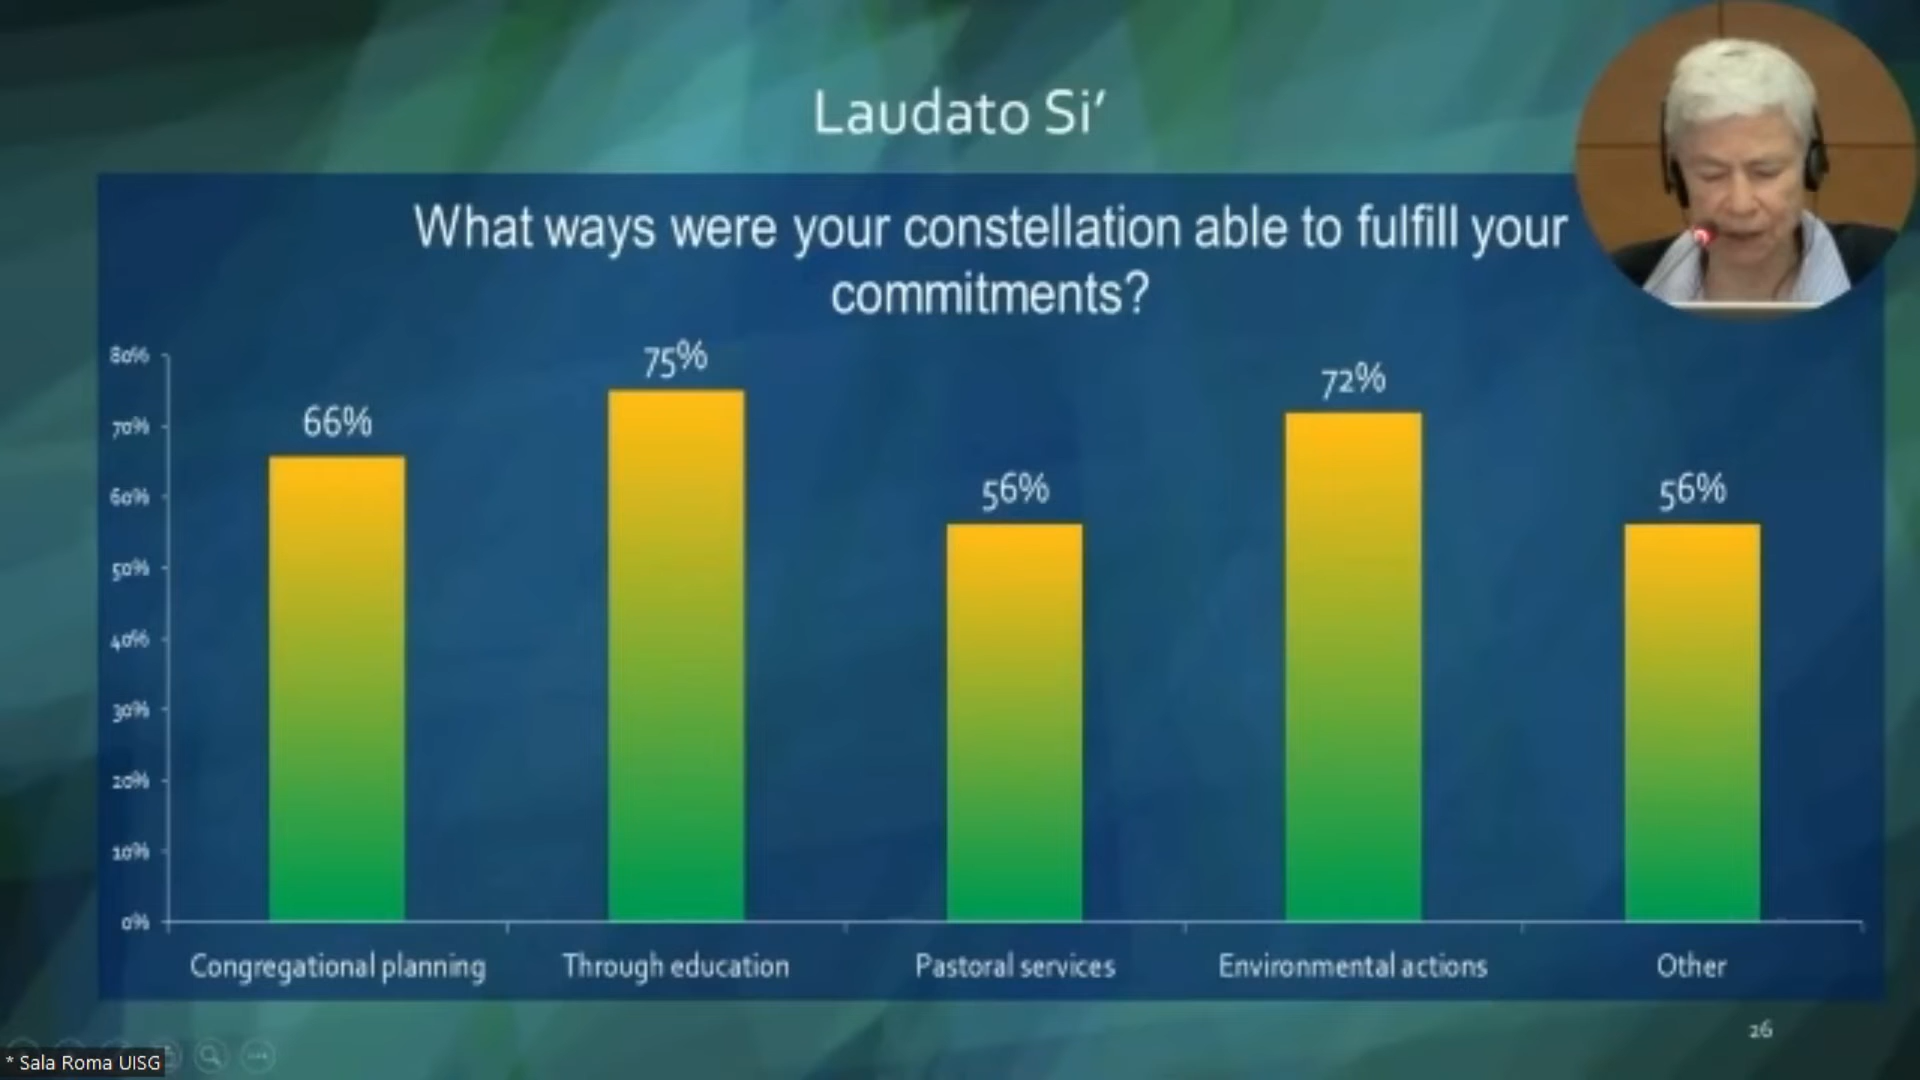 Laudato Si’
What ways were your constellation able to fulfill your
commitments?
80%
70%
60%
50%
40%
30%
20%
10%
0%
66%
75%
56%
72%
56%
Congregational planning
Through education
Pastoral services
Environmental actions
Other
26
* Sala Roma UISG